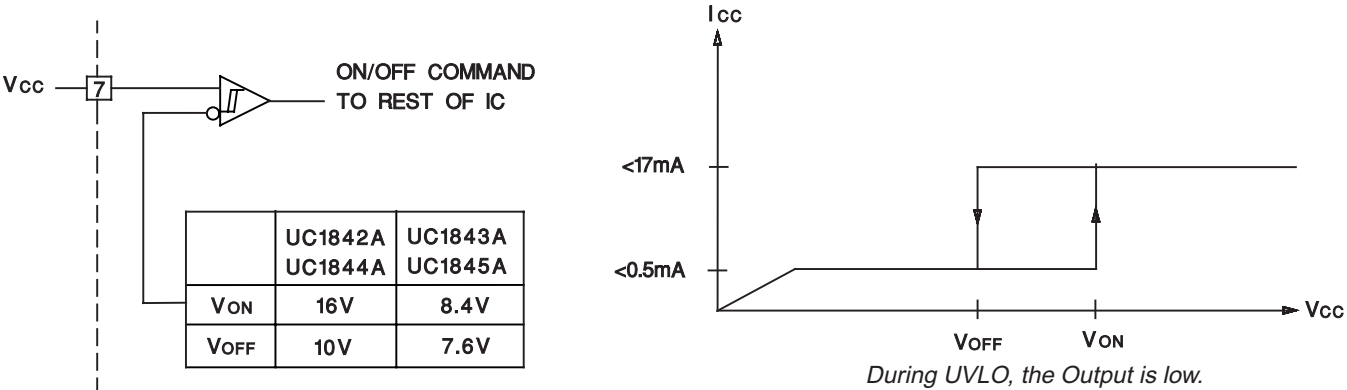 Vcc
7
ON/OFF COMMAND
TO REST OF IC
UC1842A UC1843A
UC1844A UC1845A
VON 16V 8.4V
VOFF 10V 7.6V
Icc
<17mA
<0.5mA
Vcc
VOFF VON
During UVLO, the Output is low.